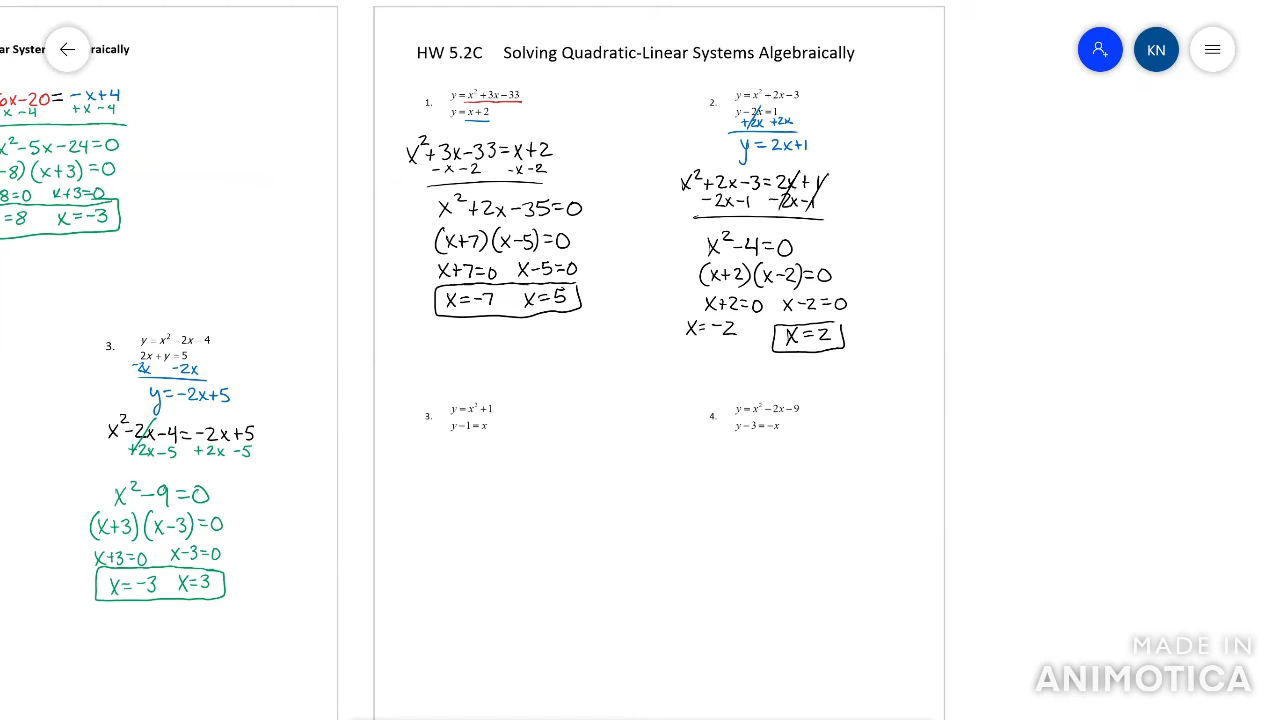 ar System aically
6x-20 = -x+4
x -4 +x -4
x²-5x-24=0
-8)(x+3)=0
8=0 x+3=0
=8 x=-3
3. y = x² - 2x - 4
2x + y = 5
-2x -2x
y=-2x+5
x²-2x-4=-2x+5
+2x-5 +2x-5
x²-9=0
(x+3)(x-3)=0
x+3=0 x-3=0
x=-3 x=3
HW 5.2C Solving Quadratic-Linear Systems Algebraically
1. y = x² + 3x - 33
y = x + 2
x²+3x-33=x+2
-x-2 -x-2
x²+2x-35=0
(x+7)(x-5)=0
x+7=0 x-5=0
x=-7 x=5
2. y = x² + 2x - 3
y - 2x = 1
+2x +2x
y=2x+1
x²+2x-3=2x+1
-2x-1 -2x-1
x²-4=0
(x+2)(x-2)=0
x+2=0 x-2=0
x=-2 x=2
3. y = x² + 1
y - 1 = x
4. y = x² - 2x - 9
y - 3 = -x
KN
MADE IN
ANIMOTICA